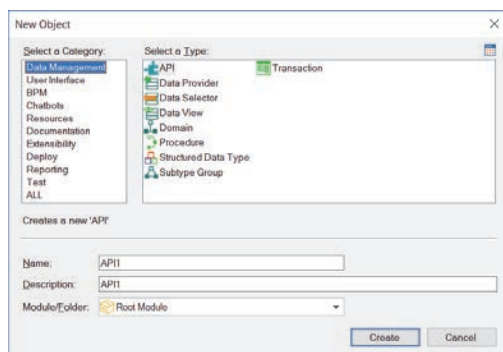 New Object
Select a Category:
Select a Type:
Data Management
User Interface
BPM
Chatbots
Resources
Documentation
Extensibility
Deploy
Reporting
Test
ALL
API
Data Provider
Data Selector
Data View
Domain
Procedure
Structured Data Type
Subtype Group
Transaction
Creates a new 'API'
Name:
API1
Description:
API1
Module/Folder:
Root Module
Create
Cancel